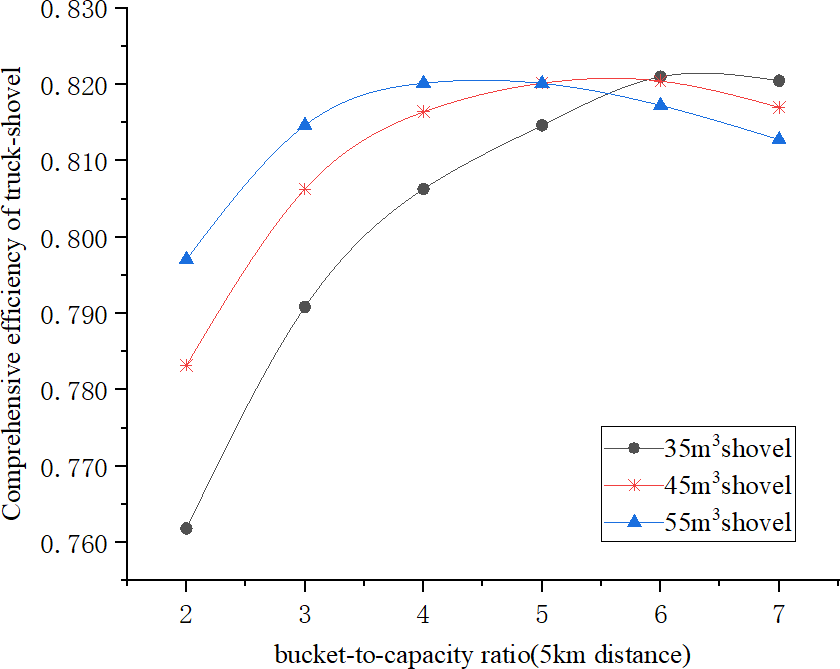 Comprehensive efficiency of truck-shovel
0.830
0.820
0.810
0.800
0.790
0.780
0.770
0.760
35m³shovel
45m³shovel
55m³shovel
2 3 4 5 6 7
bucket-to-capacity ratio(5km distance)